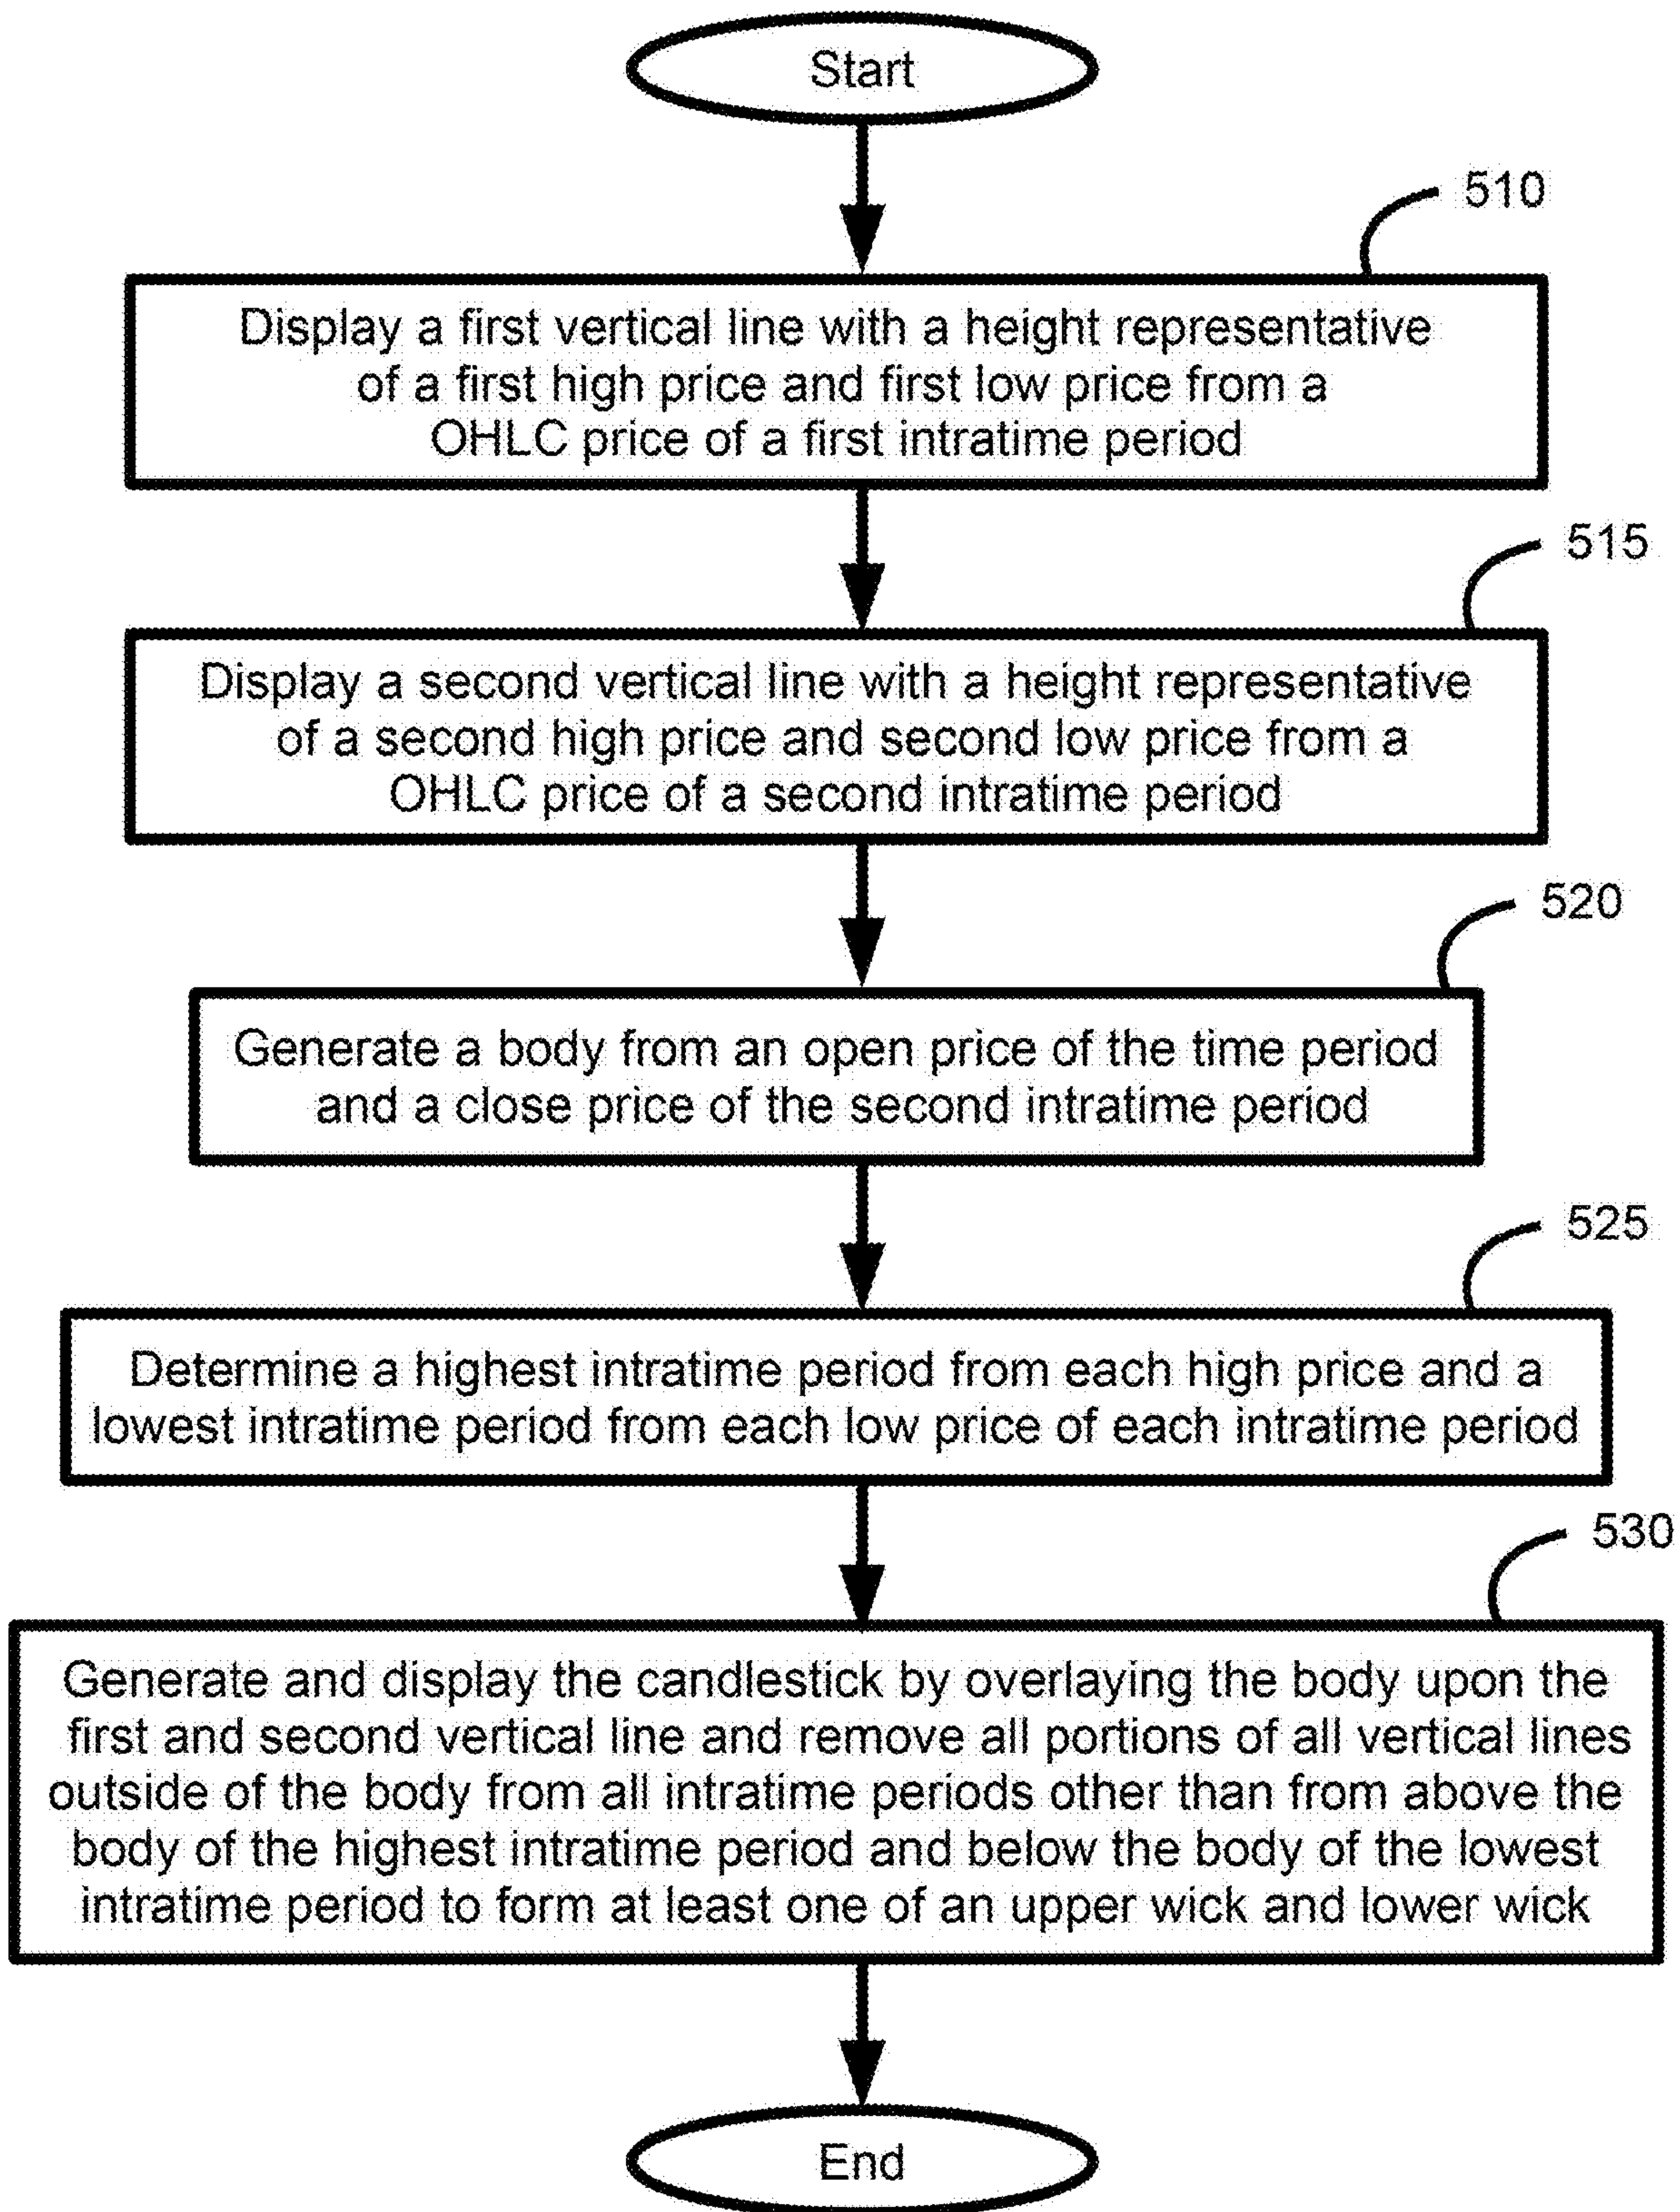 Start
510
Display a first vertical line with a height representative
of a first high price and first low price from a
OHLC price of a first intratime period
515
Display a second vertical line with a height representative
of a second high price and second low price from a
OHLC price of a second intratime period
520
Generate a body from an open price of the time period
and a close price of the second intratime period
525
Determine a highest intratime period from each high price and a
lowest intratime period from each low price of each intratime period
530
Generate and display the candlestick by overlaying the body upon the
first and second vertical line and remove all portions of all vertical lines
outside of the body from all intratime periods other than from above the
body of the highest intratime period and below the body of the lowest
intratime period to form at least one of an upper wick and lower wick
End